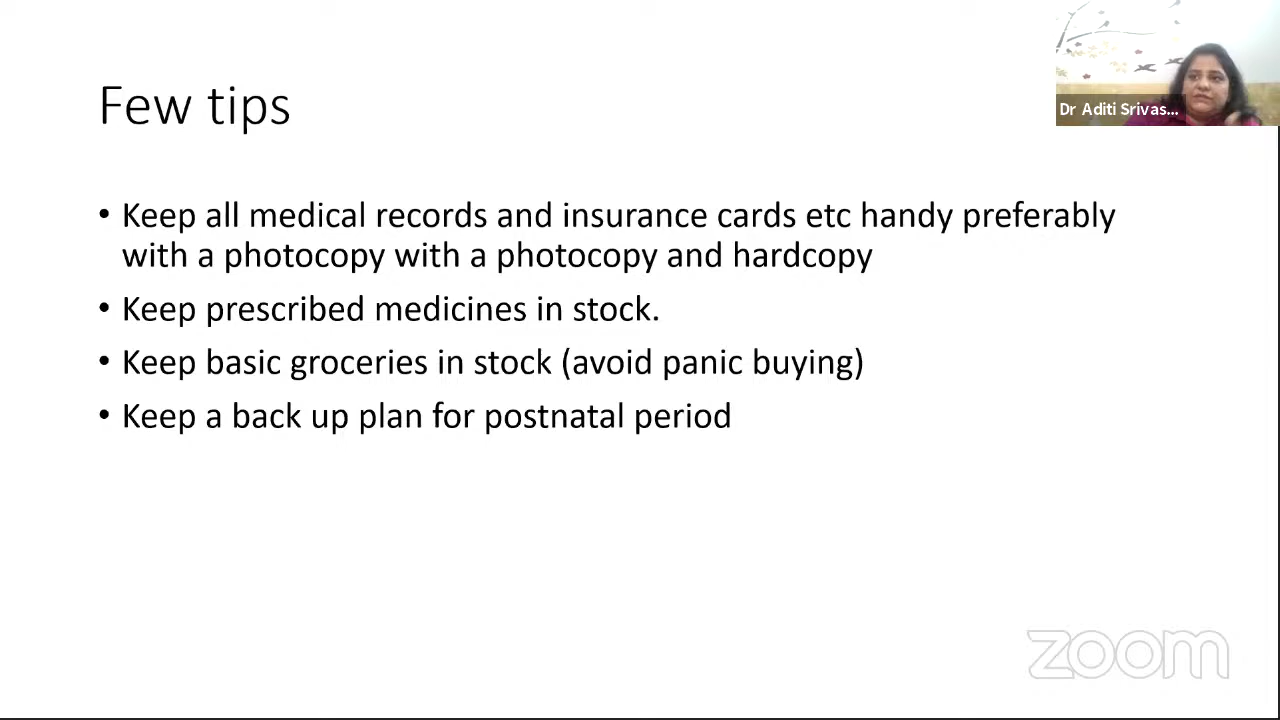 Few tips
Dr Aditi Srivas...
• Keep all medical records and insurance cards etc handy preferably
with a photocopy with a photocopy and hardcopy
• Keep prescribed medicines in stock.
• Keep basic groceries in stock (avoid panic buying)
• Keep a back up plan for postnatal period
zoom